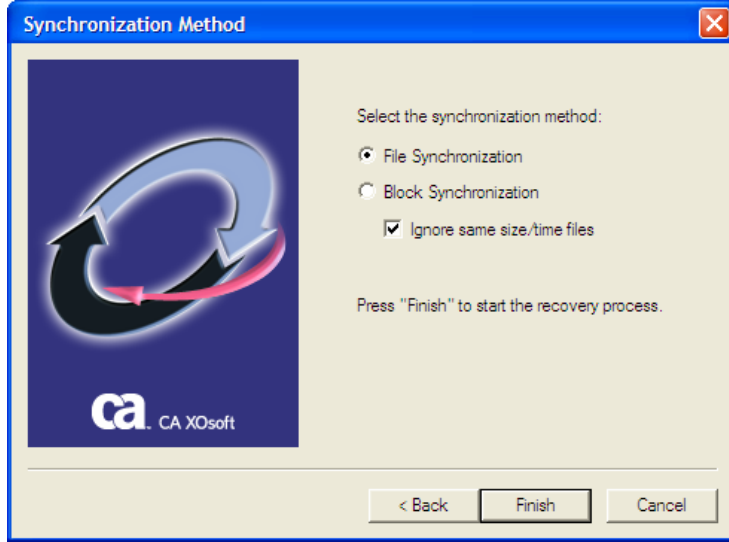 Synchronization Method
Select the synchronization method:
File Synchronization
Block Synchronization
Ignore same size/time files
Press "Finish" to start the recovery process.
ca™ CA XOsoft
< Back
Finish
Cancel